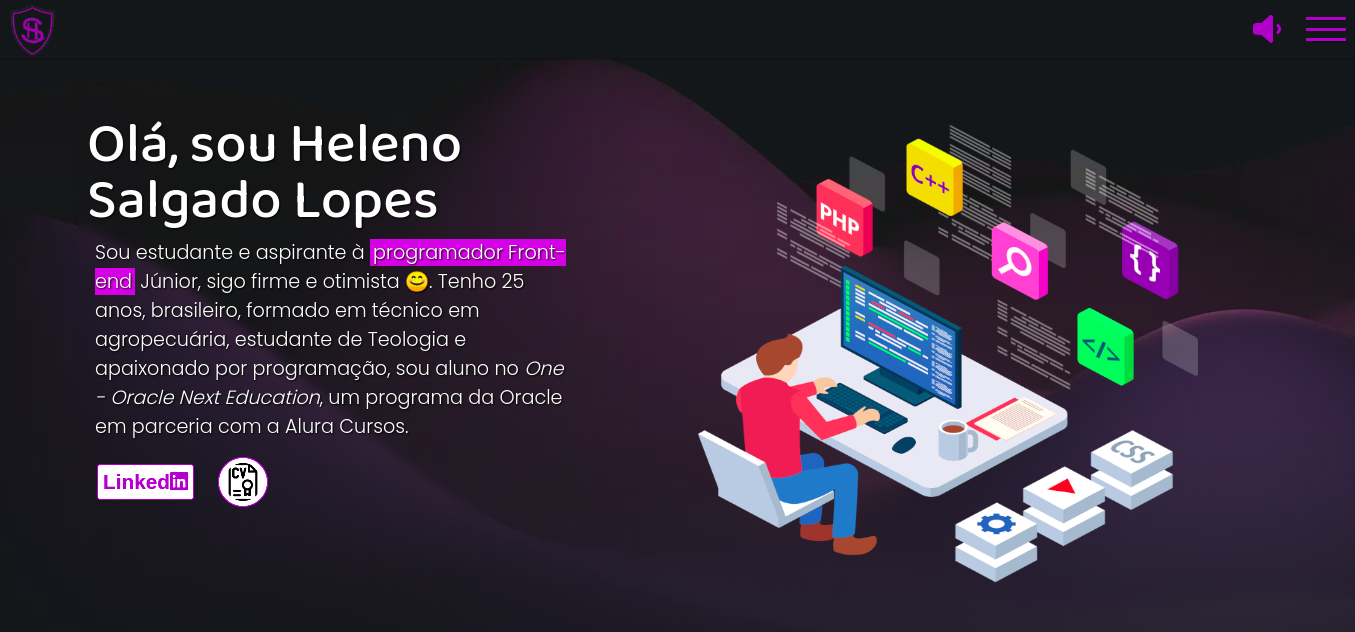 Olá, sou Heleno
Salgado Lopes
Sou estudante e aspirante à programador Front-
end Júnior, sigo firme e otimista 😊. Tenho 25
anos, brasileiro, formado em técnico em
agropecuária, estudante de Teologia e
apaixonado por programação, sou aluno no One
- Oracle Next Education, um programa da Oracle
em parceria com a Alura Cursos.
Linkedin
CV
C++
PHP
{ }
</>
CSS